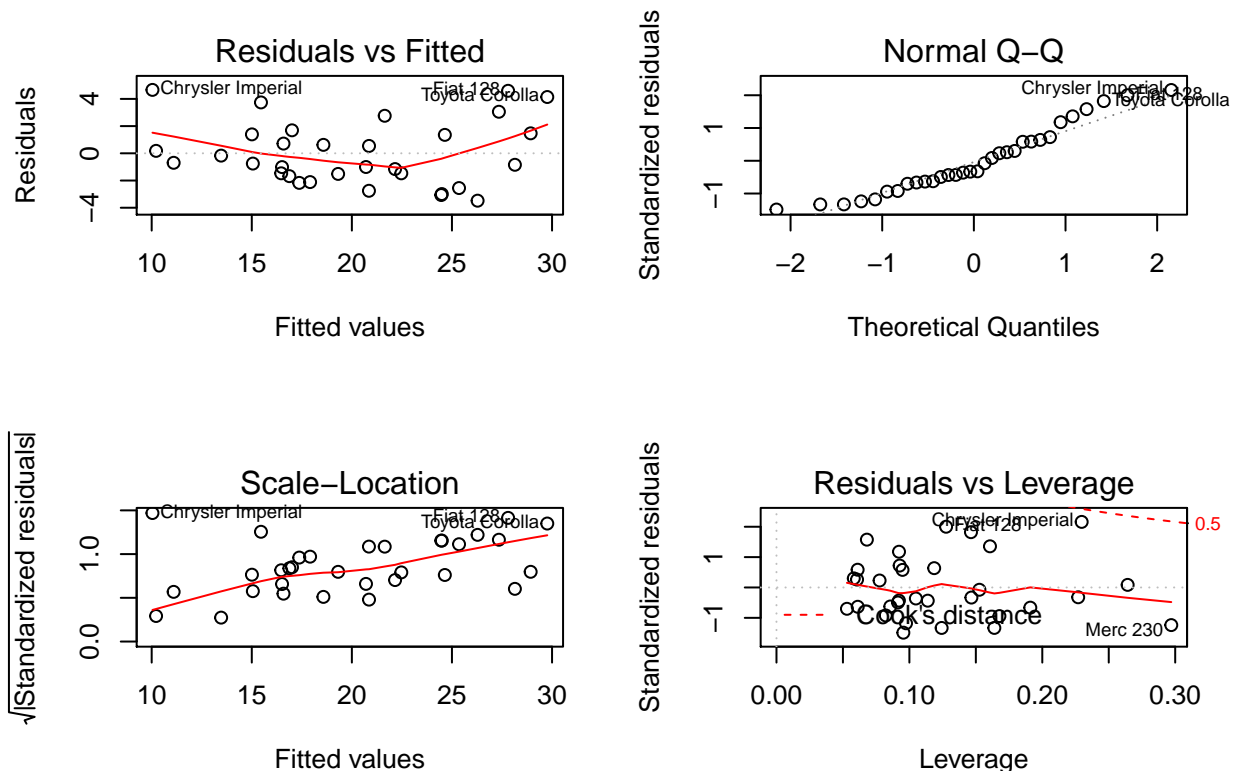 Residuals vs Fitted
Residuals
4
0
−4
Chrysler Imperial
Fiat 128
Toyota Corolla
10 15 20 25 30
Fitted values
Normal Q−Q
Standardized residuals
1
−1
Chrysler Imperial
Fiat 128
Toyota Corolla
−2 −1 0 1 2
Theoretical Quantiles
Scale−Location
√|Standardized residuals|
1.0
0.0
Chrysler Imperial
Fiat 128
Toyota Corolla
10 15 20 25 30
Fitted values
Residuals vs Leverage
Standardized residuals
1
−1
Chrysler Imperial
Fiat 128
0.5
Cook's distance
Merc 230
0.00 0.10 0.20 0.30
Leverage